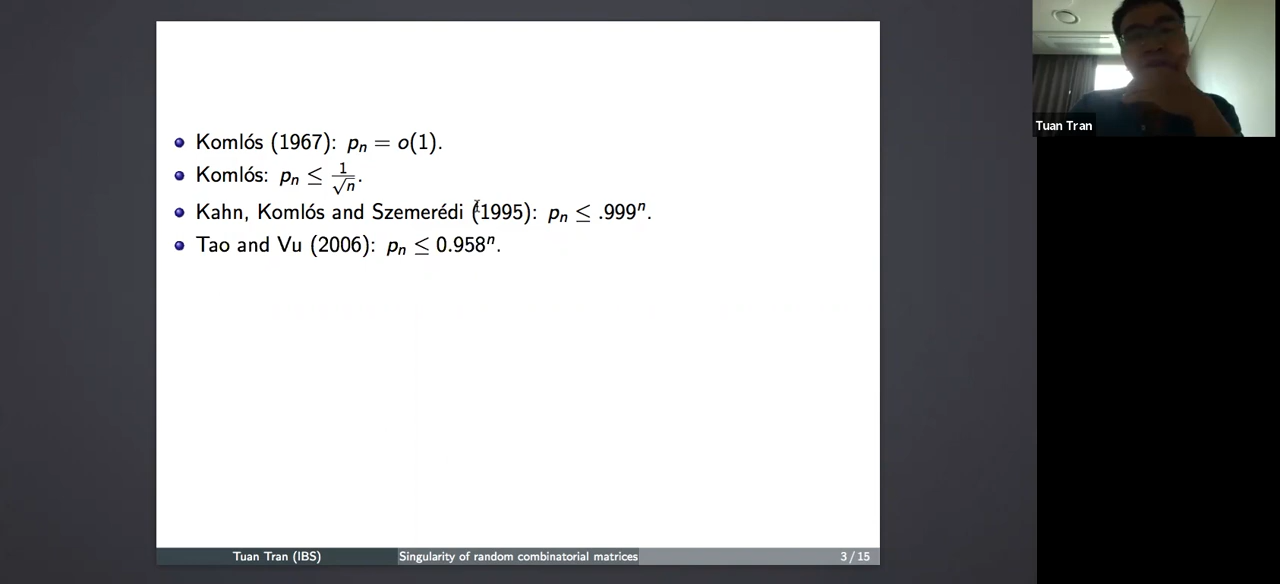 Komlós (1967): pₙ = o(1).
Komlós: pₙ ≤ 1/√n.
Kahn, Komlós and Szemerédi (1995): pₙ ≤ .999ⁿ.
Tao and Vu (2006): pₙ ≤ 0.958ⁿ.
Tuan Tran (IBS) Singularity of random combinatorial matrices 3 / 15
Tuan Tran